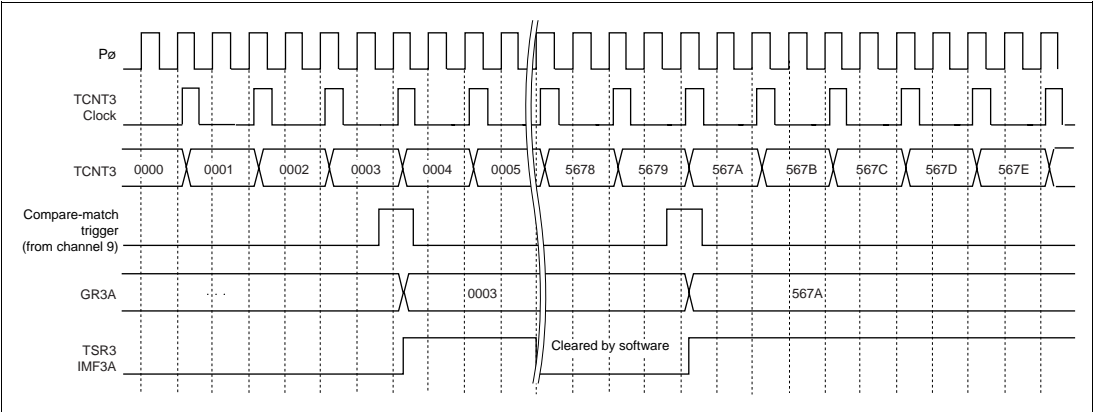 Pø
TCNT3
Clock
TCNT3 0000 0001 0002 0003 0004 0005 5678 5679 567A 567B 567C 567D 567E
Compare-match
trigger
(from channel 9)
GR3A . . . 0003 567A
TSR3
IMF3A
Cleared by software